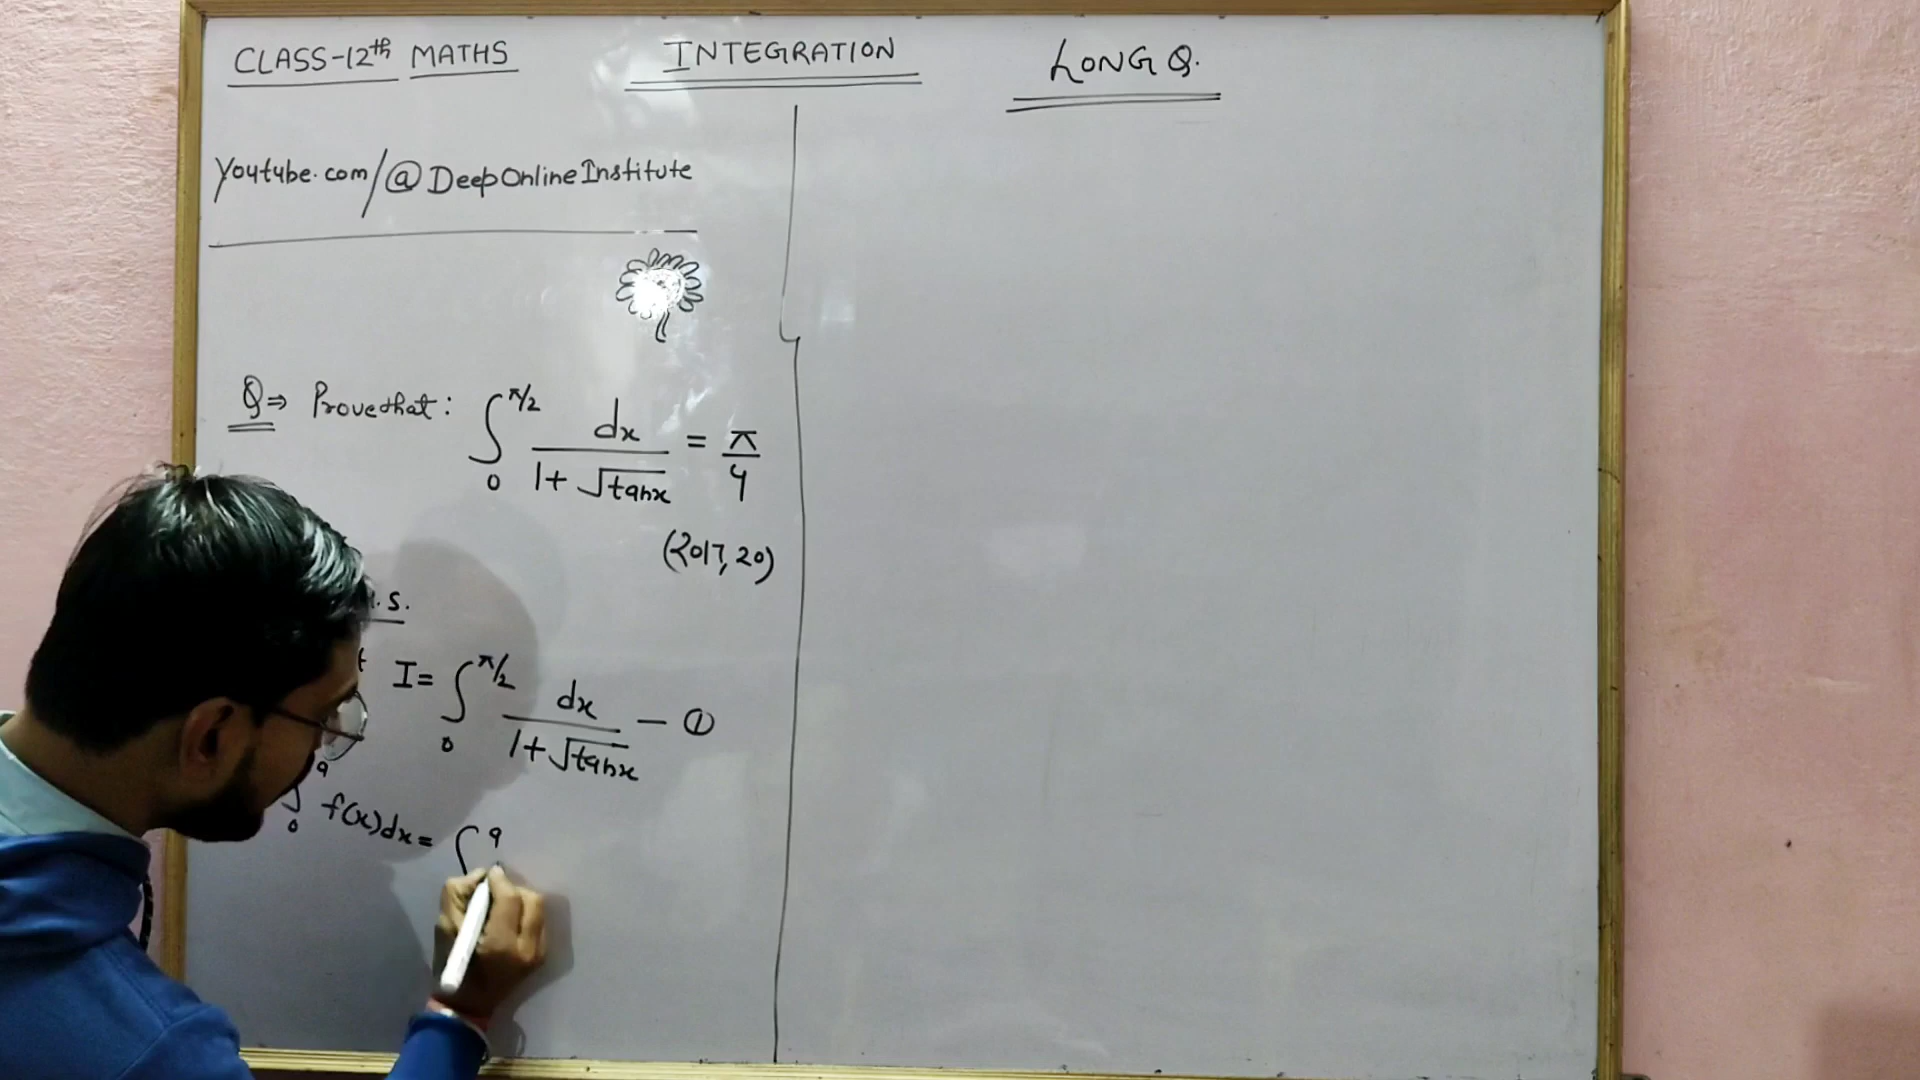 CLASS-12th MATHS
INTEGRATION
LONG Q.
Youtube.com/@DeepOnlineInstitute
Q⇒ Prove that: ∫₀^π/2 dx / (1 + √tanx) = π/4
(2017, 20)
.S.
I = ∫₀^π/2 dx / (1 + √tanx) — ①
∫₀^a f(x)dx = ∫^a